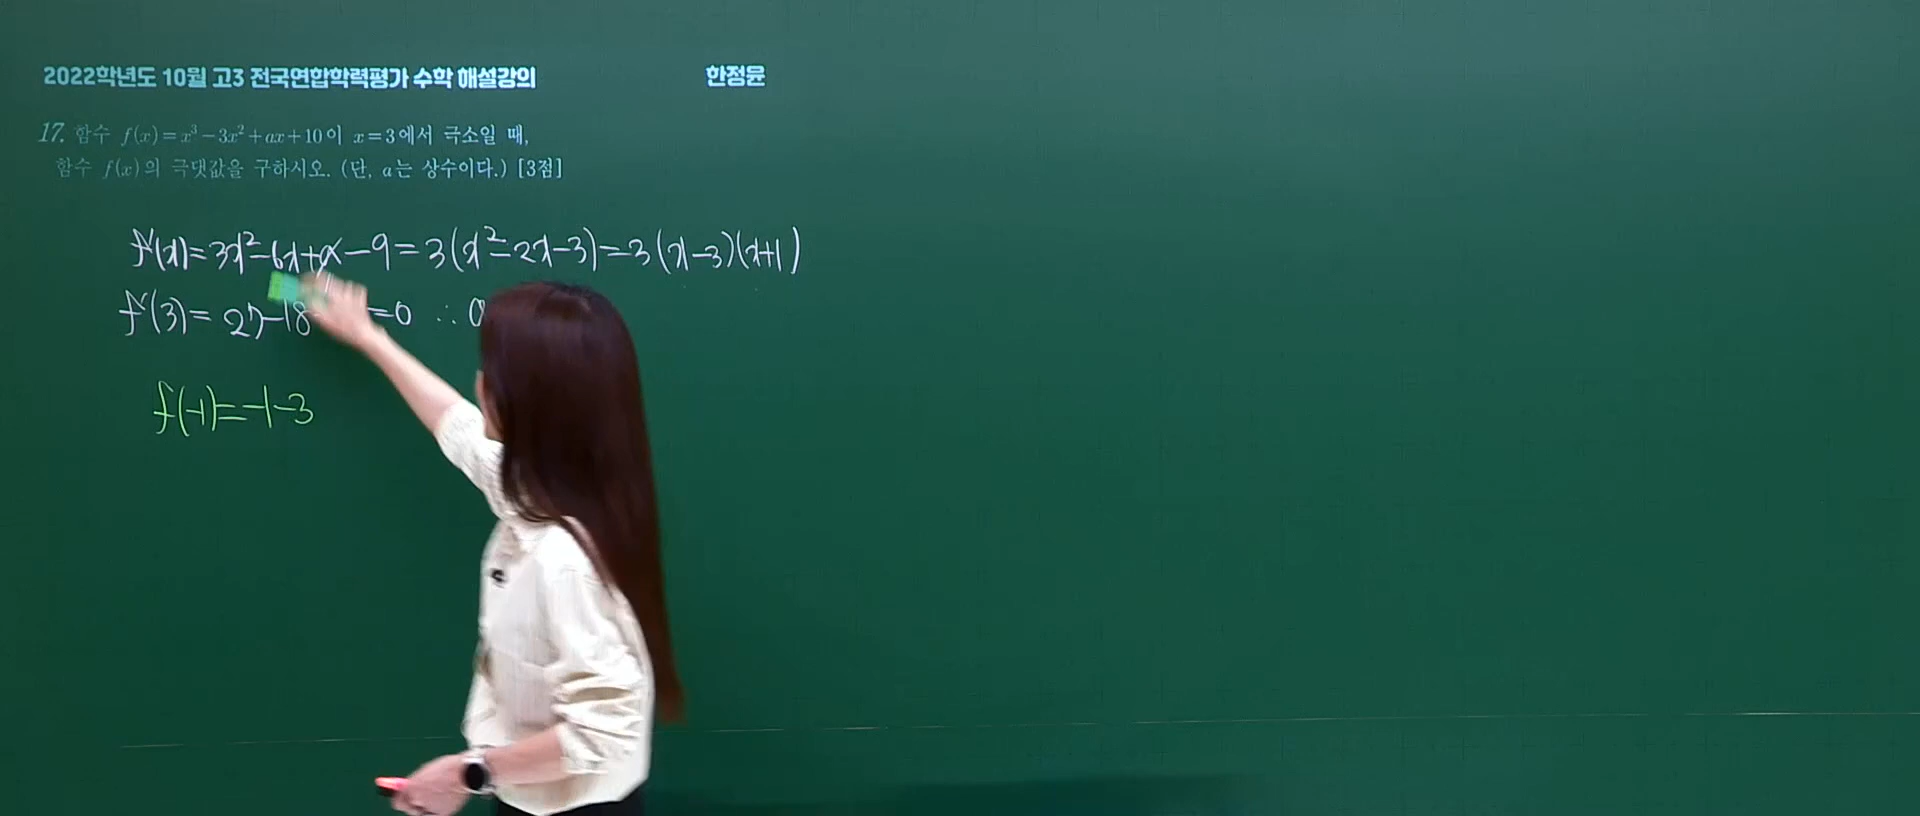 2022학년도 10월 고3 전국연합학력평가 수학 해설강의 한정윤
17. 함수 f(x)=x³-3x²+ax+10이 x=3에서 극소일 때,
함수 f(x)의 극댓값을 구하시오. (단, a는 상수이다.) [3점]
f'(x)=3x²-6x+a-9=3(x²-2x-3)=3(x-3)(x+1)
f'(3)=27-18 =0 ∴
f(-1)=-1-3